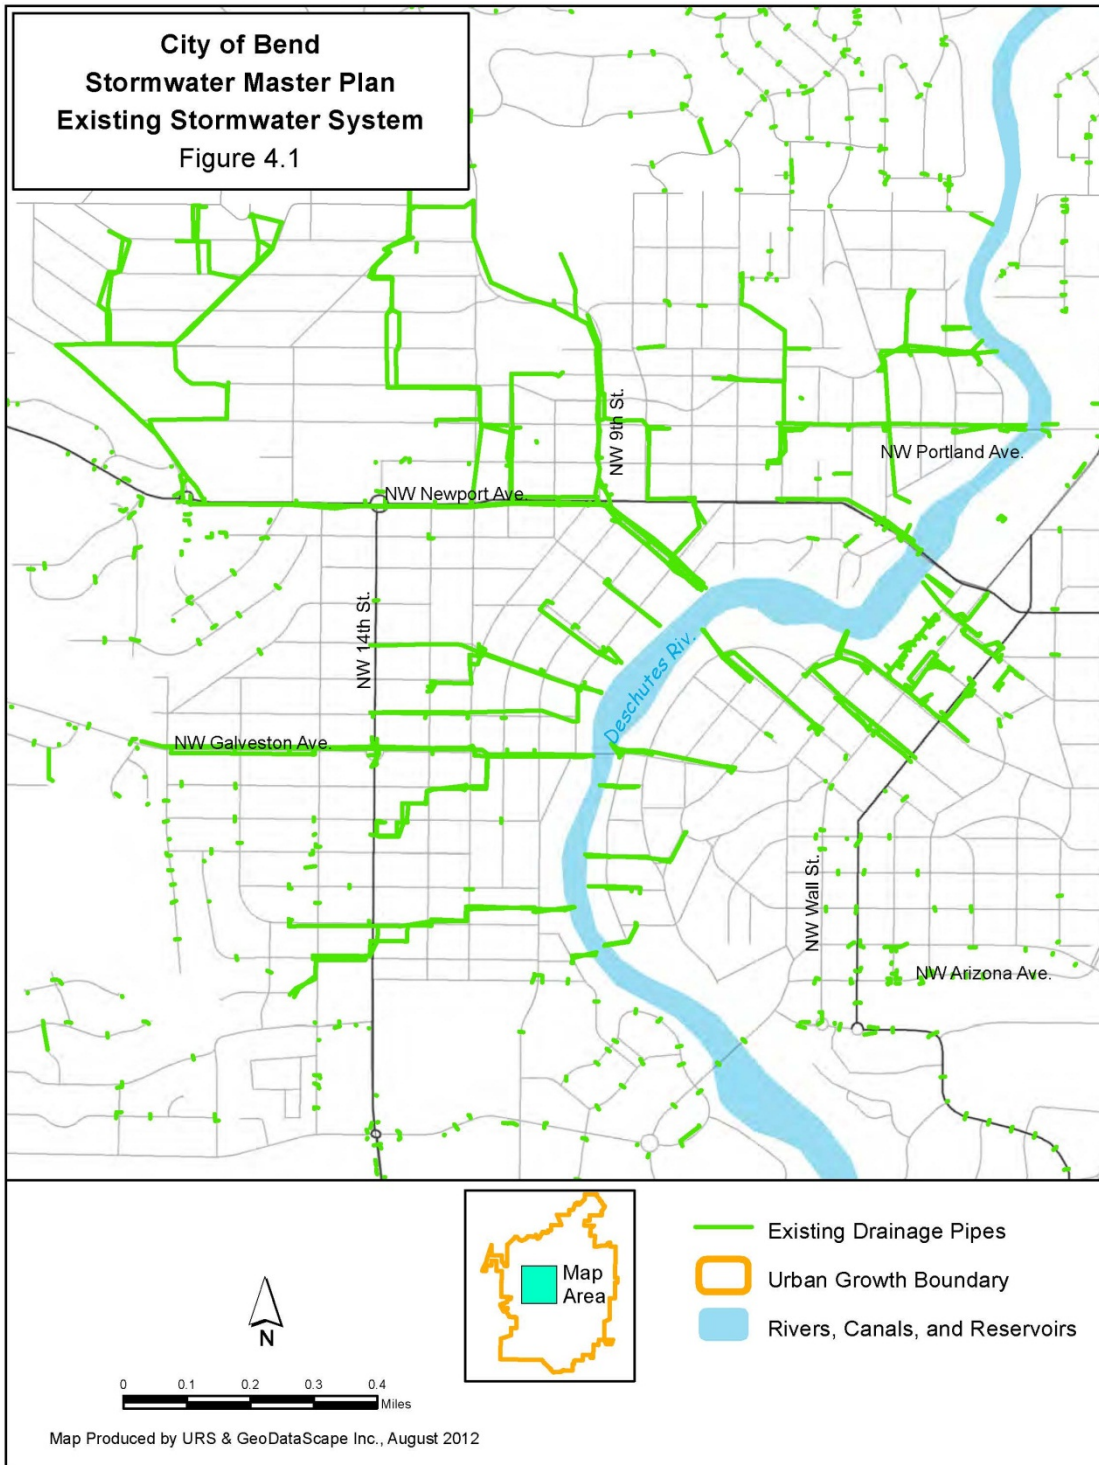 City of Bend
Stormwater Master Plan
Existing Stormwater System
Figure 4.1
NW 9th St.
NW Portland Ave.
NW Newport Ave.
NW 14th St.
Deschutes Riv.
NW Galveston Ave.
NW Wall St.
NW Arizona Ave.
Map
Area
Existing Drainage Pipes
Urban Growth Boundary
Rivers, Canals, and Reservoirs
N
0 0.1 0.2 0.3 0.4
Miles
Map Produced by URS & GeoDataScape Inc., August 2012